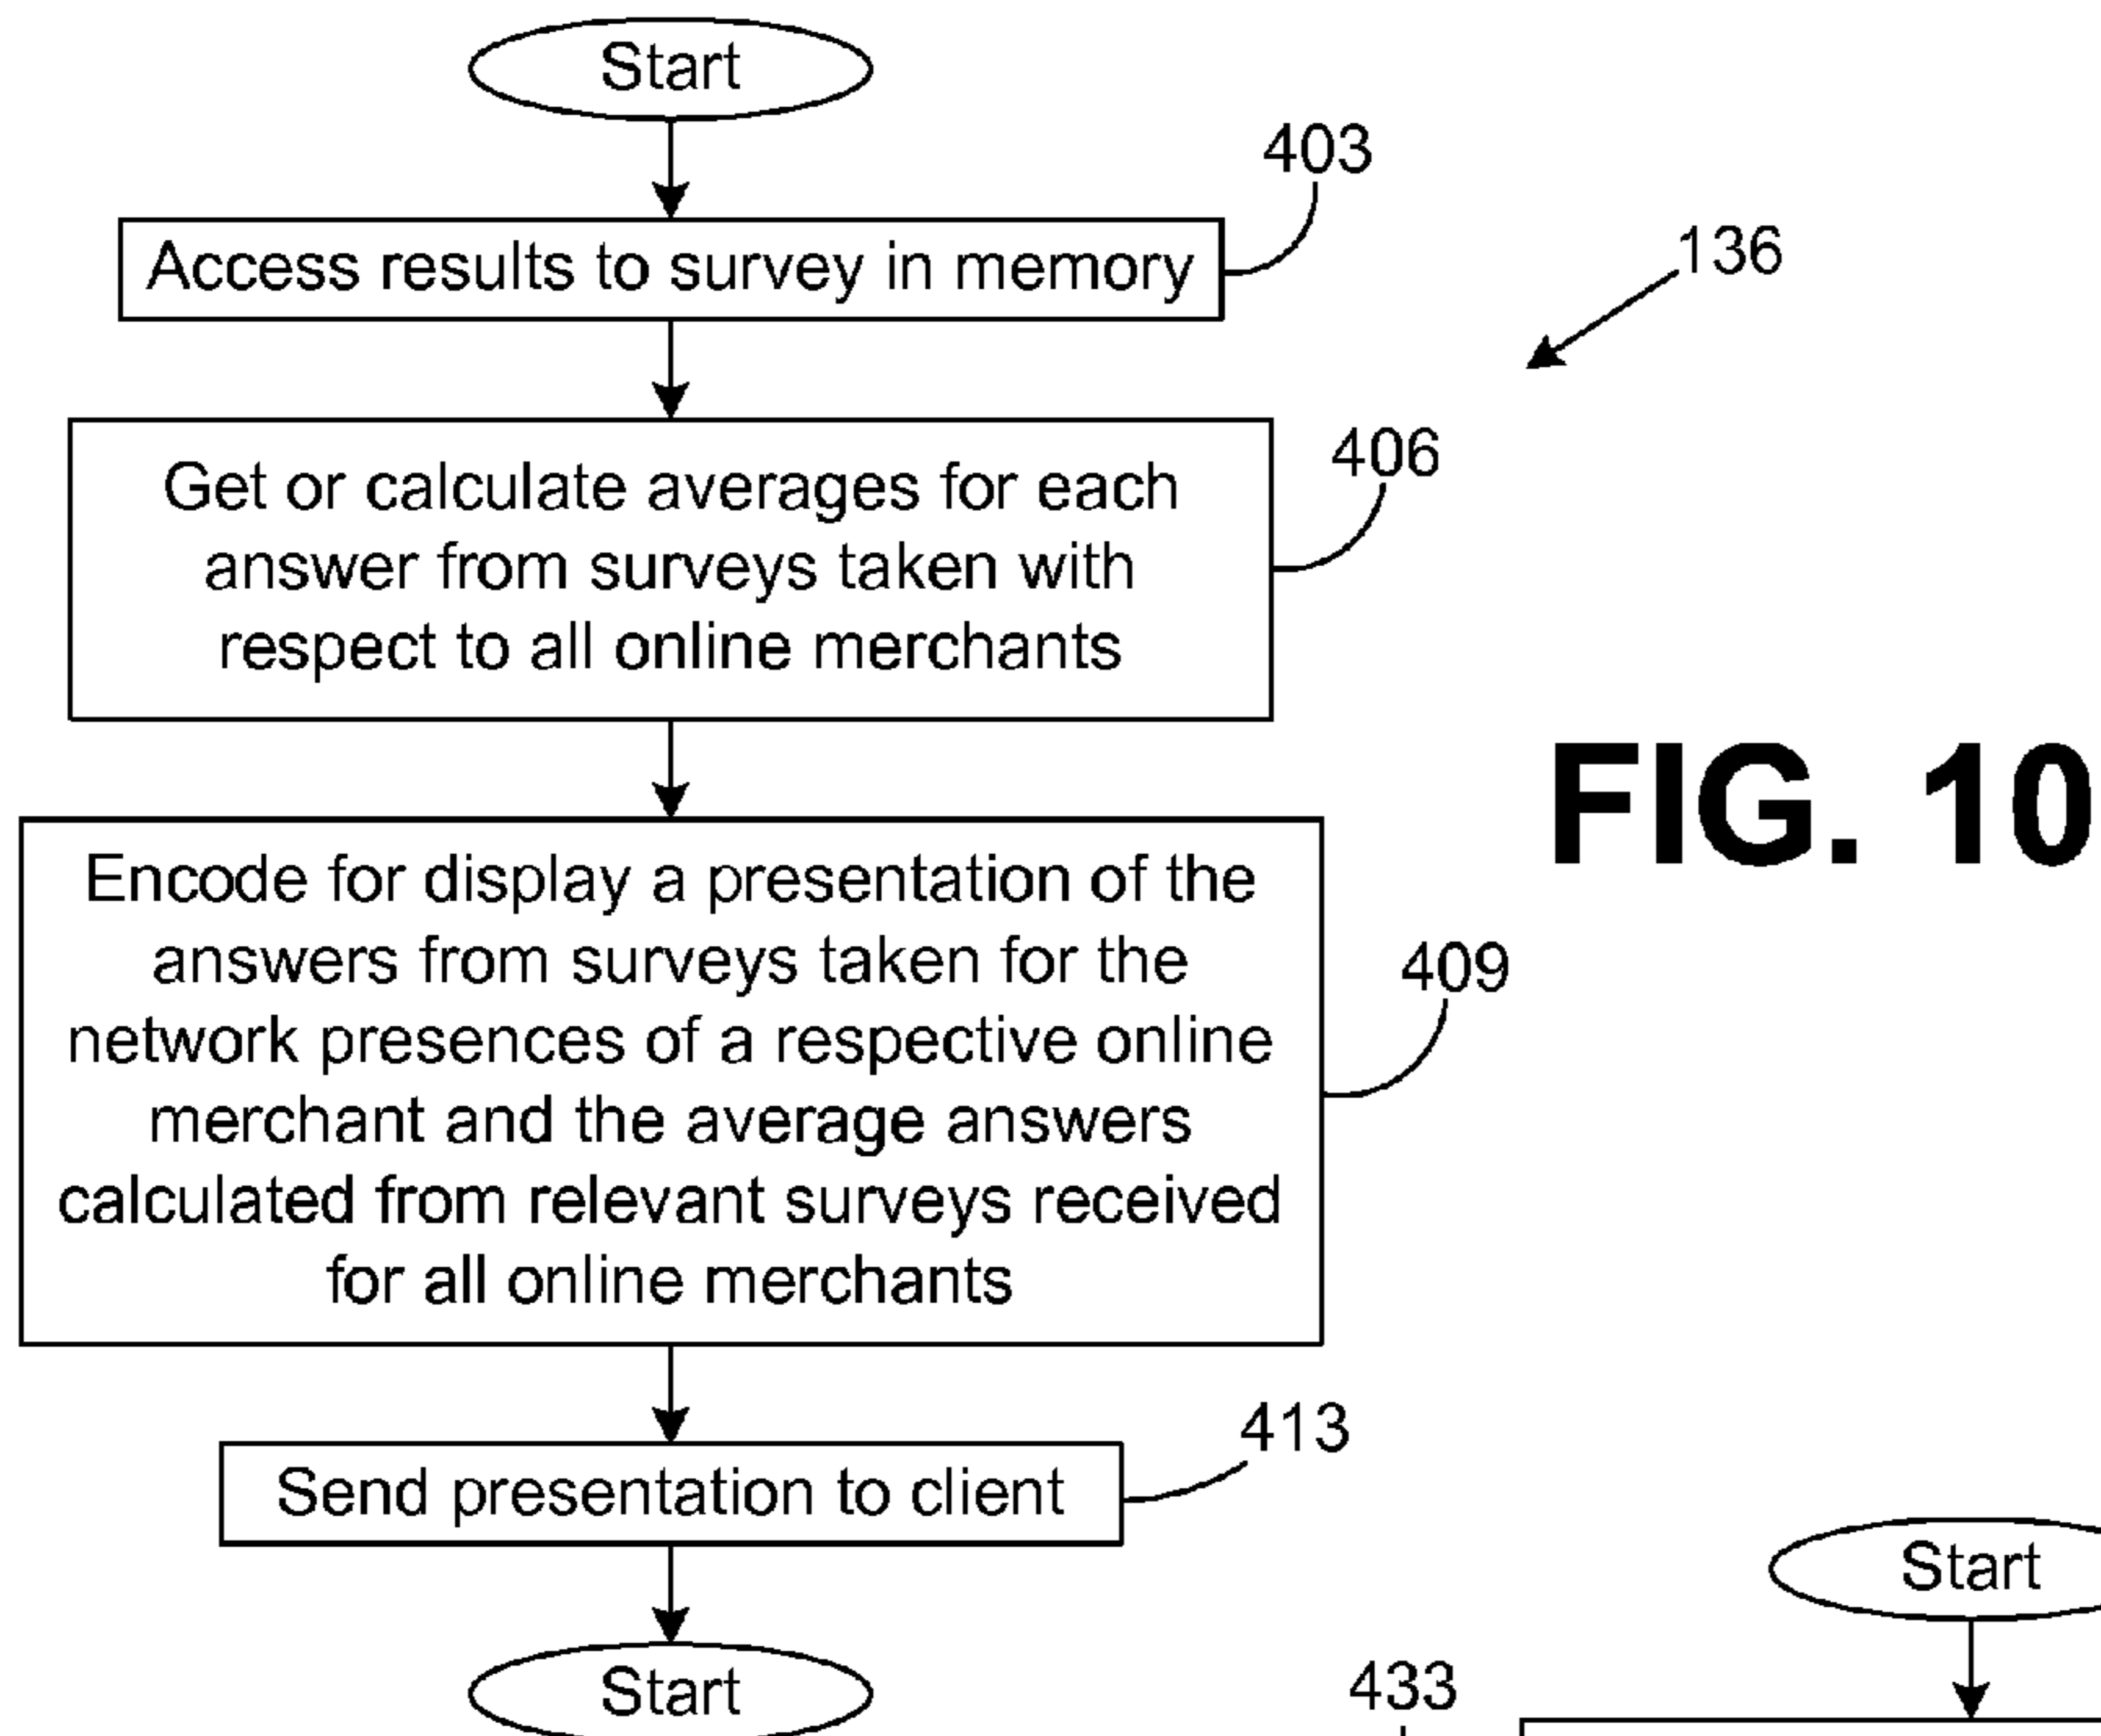 Start
403
Access results to survey in memory
136
406
Get or calculate averages for each
answer from surveys taken with
respect to all online merchants
FIG. 10
Encode for display a presentation of the
answers from surveys taken for the
network presences of a respective online
merchant and the average answers
calculated from relevant surveys received
for all online merchants
409
413
Send presentation to client
Start
Start
433